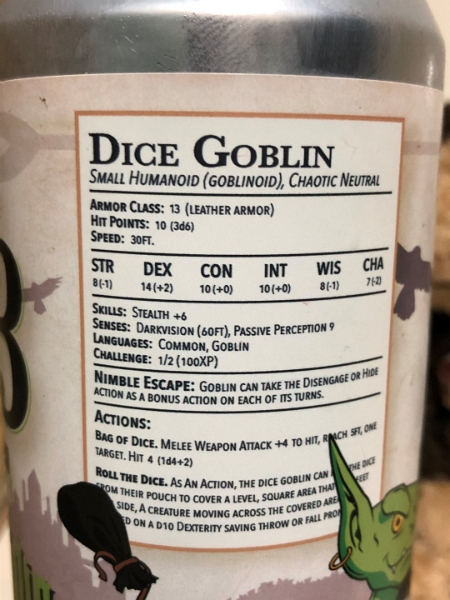 DICE GOBLIN
SMALL HUMANOID (GOBLINOID), CHAOTIC NEUTRAL
ARMOR CLASS: 13 (LEATHER ARMOR)
HIT POINTS: 10 (3d6)
SPEED: 30FT.
STR DEX CON INT WIS CHA
8(-1) 14(+2) 10(+0) 10(+0) 8(-1) 7(-2)
SKILLS: STEALTH +6
SENSES: DARKVISION (60FT), PASSIVE PERCEPTION 9
LANGUAGES: COMMON, GOBLIN
CHALLENGE: 1/2 (100XP)
NIMBLE ESCAPE: GOBLIN CAN TAKE THE DISENGAGE OR HIDE
ACTION AS A BONUS ACTION ON EACH OF ITS TURNS.
ACTIONS:
BAG OF DICE. MELEE WEAPON ATTACK +4 TO HIT, REACH 5FT, ONE
TARGET. HIT 4 (1d4+2)
ROLL THE DICE. AS AN ACTION, THE DICE GOBLIN CAN THE DICE
FROM THEIR POUCH TO COVER A LEVEL, SQUARE AREA THAT FEET
SIDE, A CREATURE MOVING ACROSS THE COVERED AREA
ON A D10 DEXTERITY SAVING THROW OR FALL